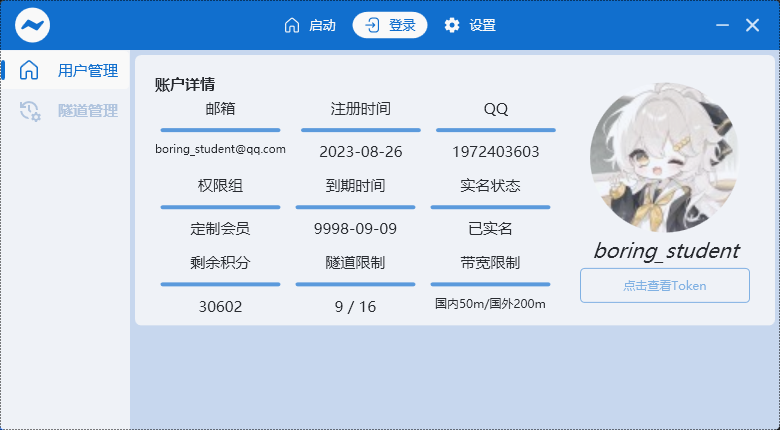 启动 登录 设置
用户管理
隧道管理
账户详情
邮箱 注册时间 QQ
boring_student@qq.com 2023-08-26 1972403603
权限组 到期时间 实名状态
定制会员 9998-09-09 已实名
剩余积分 隧道限制 带宽限制
30602 9 / 16 国内50m/国外200m
boring_student
点击查看Token